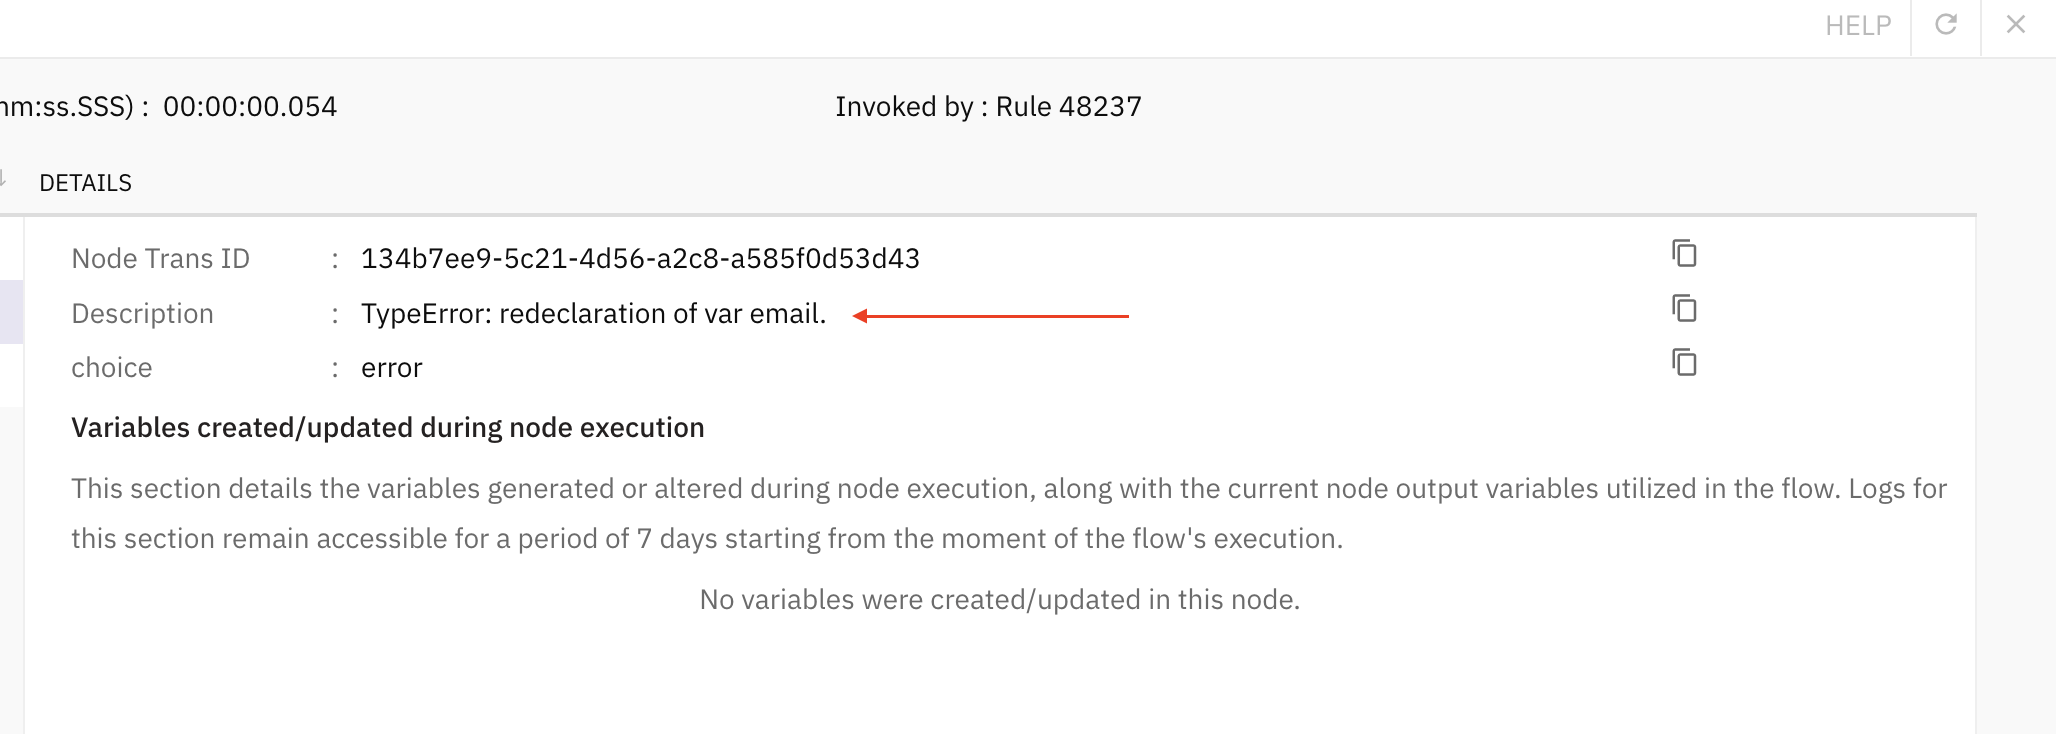 HELP
hm:ss.SSS) : 00:00:00.054 Invoked by : Rule 48237
DETAILS
Node Trans ID : 134b7ee9-5c21-4d56-a2c8-a585f0d53d43
Description : TypeError: redeclaration of var email.
choice : error
Variables created/updated during node execution
This section details the variables generated or altered during node execution, along with the current node output variables utilized in the flow. Logs for
this section remain accessible for a period of 7 days starting from the moment of the flow's execution.
No variables were created/updated in this node.